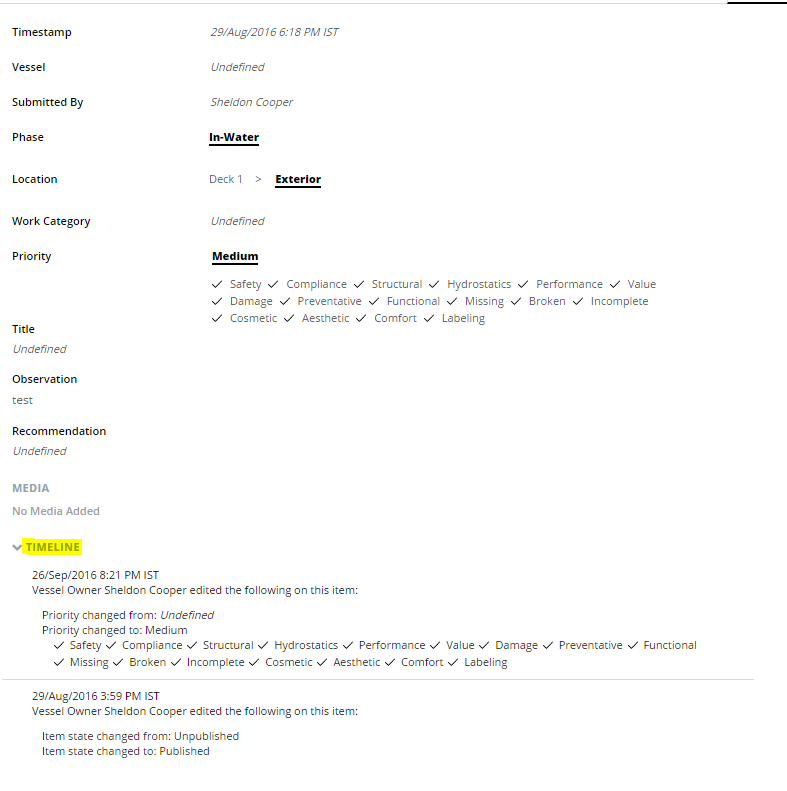 Timestamp 29/Aug/2016 6:18 PM IST
Vessel Undefined
Submitted By Sheldon Cooper
Phase In-Water
Location Deck 1 > Exterior
Work Category Undefined
Priority Medium
✓ Safety ✓ Compliance ✓ Structural ✓ Hydrostatics ✓ Performance ✓ Value
✓ Damage ✓ Preventative ✓ Functional ✓ Missing ✓ Broken ✓ Incomplete
✓ Cosmetic ✓ Aesthetic ✓ Comfort ✓ Labeling
Title
Undefined
Observation
test
Recommendation
Undefined
MEDIA
No Media Added
TIMELINE
26/Sep/2016 8:21 PM IST
Vessel Owner Sheldon Cooper edited the following on this item:
Priority changed from: Undefined
Priority changed to: Medium
✓ Safety ✓ Compliance ✓ Structural ✓ Hydrostatics ✓ Performance ✓ Value ✓ Damage ✓ Preventative ✓ Functional
✓ Missing ✓ Broken ✓ Incomplete ✓ Cosmetic ✓ Aesthetic ✓ Comfort ✓ Labeling
29/Aug/2016 3:59 PM IST
Vessel Owner Sheldon Cooper edited the following on this item:
Item state changed from: Unpublished
Item state changed to: Published